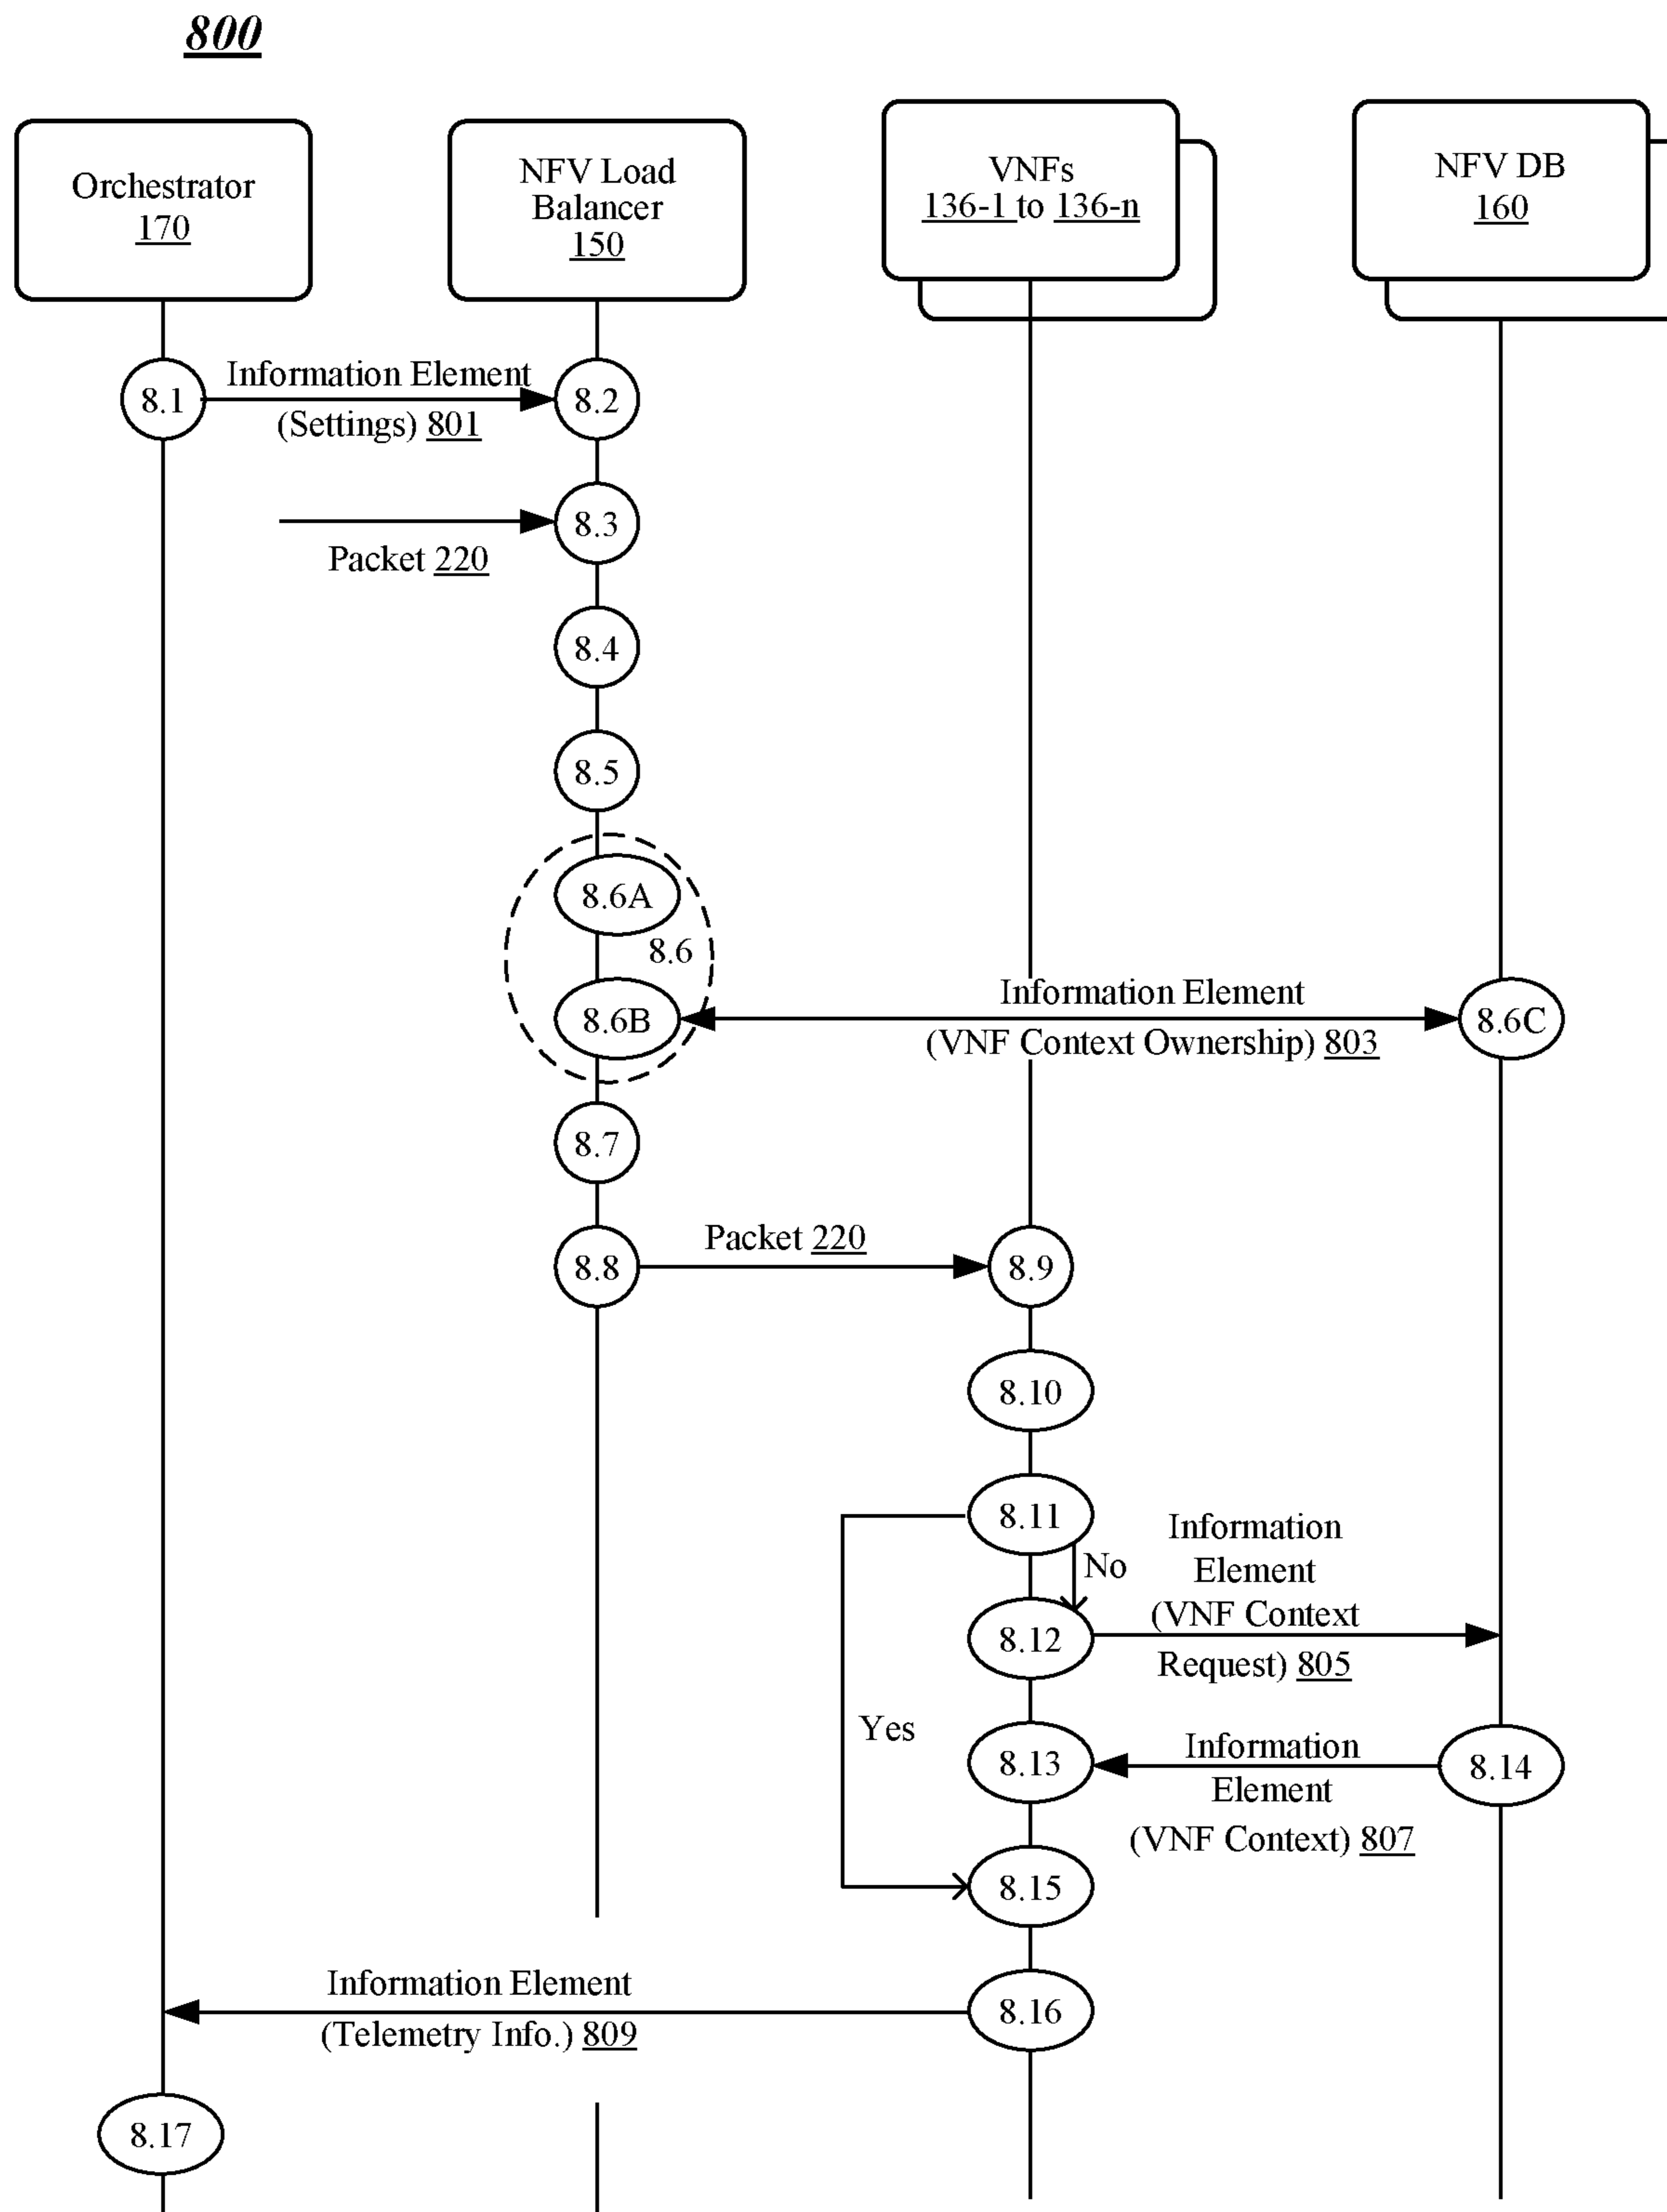 800
Orchestrator
170
NFV Load
Balancer
150
VNFs
136-1 to 136-n
NFV DB
160
8.1
Information Element
(Settings) 801
8.2
Packet 220
8.3
8.4
8.5
8.6A
8.6
8.6B
Information Element
(VNF Context Ownership) 803
8.6C
8.7
8.8
Packet 220
8.9
8.10
8.11
No
Information
Element
(VNF Context
Request) 805
8.12
Yes
8.13
Information
Element
(VNF Context) 807
8.14
8.15
Information Element
(Telemetry Info.) 809
8.16
8.17